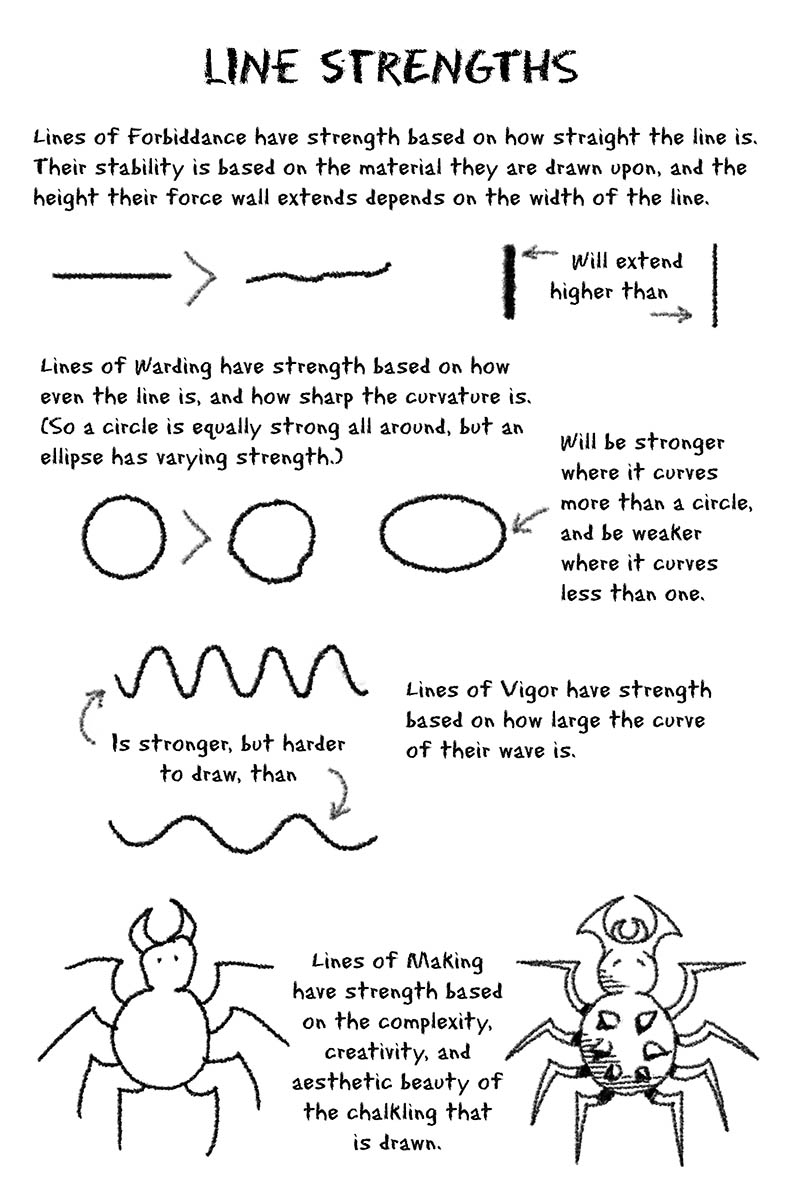 LINE STRENGTHS
Lines of Forbiddance have strength based on how straight the line is.
Their stability is based on the material they are drawn upon, and the
height their force wall extends depends on the width of the line.
Will extend
higher than
Lines of Warding have strength based on how
even the line is, and how sharp the curvature is.
(So a circle is equally strong all around, but an
ellipse has varying strength.)
Will be stronger
where it curves
more than a circle,
and be weaker
where it curves
less than one.
Is stronger, but harder
to draw, than
Lines of Vigor have strength
based on how large the curve
of their wave is.
Lines of Making
have strength based
on the complexity,
creativity, and
aesthetic beauty of
the chalkling that
is drawn.